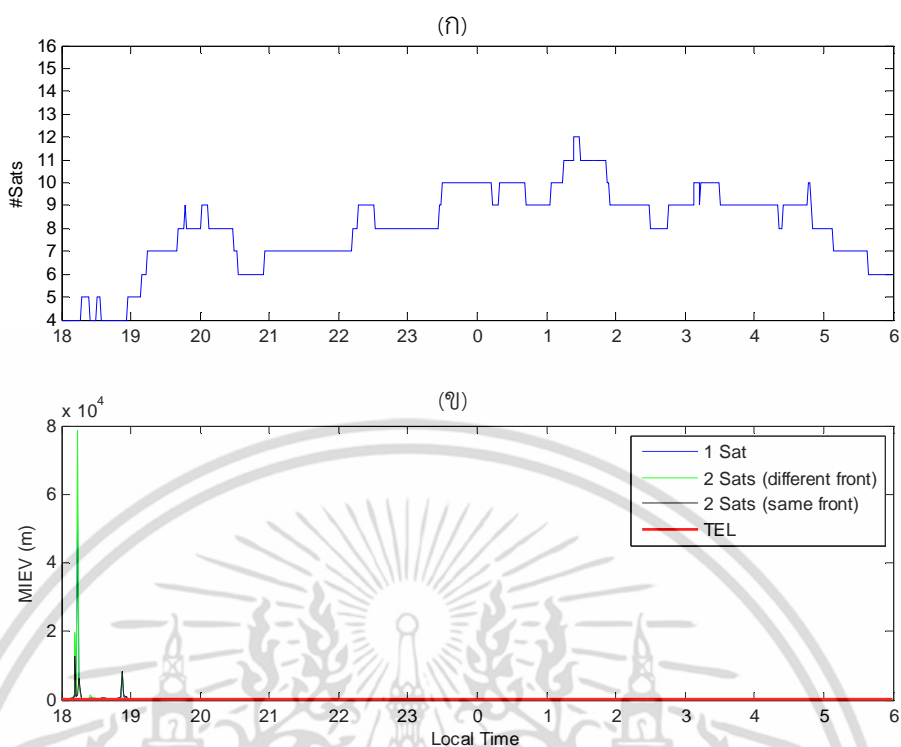 (ก)
16
15
14
13
12
11
10
9
8
7
6
5
4
#Sats
18 19 20 21 22 23 0 1 2 3 4 5 6
(ข)
x 10^4
8
6
4
2
0
MIEV (m)
1 Sat
2 Sats (different front)
2 Sats (same front)
TEL
18 19 20 21 22 23 0 1 2 3 4 5 6
Local Time